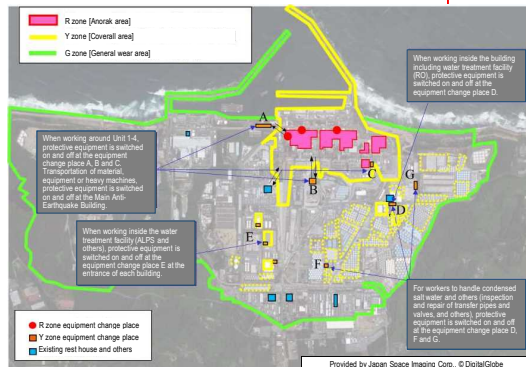 R zone [Anorak area]
Y zone [Coverall area]
G zone [General wear area]
When working inside the building
including water treatment facility
(RO), protective equipment is
switched on and off at the
equipment change place D.
A
When working around Unit 1-4,
protective equipment is switched
on and off at the equipment
change place A, B and C.
Transportation of material,
equipment or heavy machines,
protective equipment is switched
on and off at the Main Anti-
Earthquake Building.
B
C
G
D
When working inside the water
treatment facility (ALPS and
others), protective equipment is
switched on and off at the
equipment change place E at the
entrance of each building.
E
F
For workers to handle condensed
salt water and others (inspection
and repair of transfer pipes and
valves, and others), protective
equipment is switched on and off
at the equipment change place D,
F and G.
R zone equipment change place
Y zone equipment change place
Existing rest house and others
Provided by Japan Space Imaging Corp., © DigitalGlobe